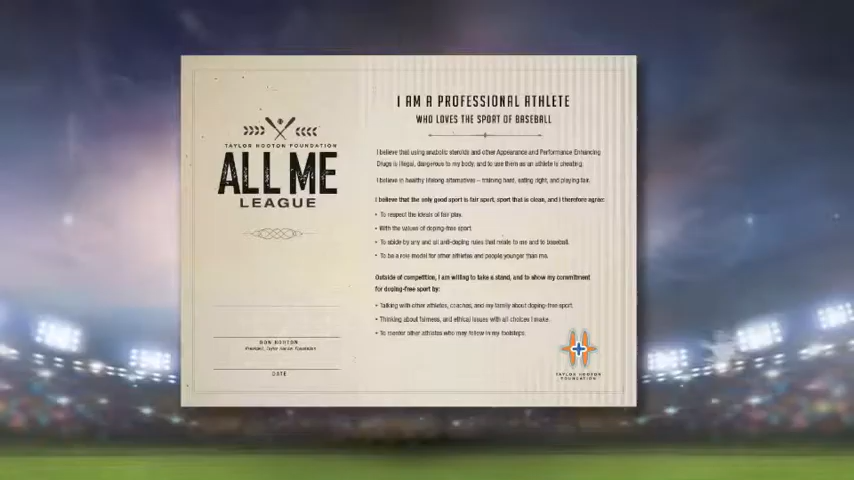 TAYLOR HOOTON FOUNDATION
ALL ME
LEAGUE
DON HOOTON
President, Taylor Hooton Foundation
DATE
I AM A PROFESSIONAL ATHLETE
WHO LOVES THE SPORT OF BASEBALL
I believe that using anabolic steroids and other Appearance and Performance Enhancing
Drugs is illegal, dangerous to my body, and to use them as an athlete is cheating.
I believe in healthy lifelong alternatives – training hard, eating right, and playing fair.
I believe that the only good sport is fair sport, sport that is clean, and I therefore agree:
• To respect the ideals of fair play.
• With the values of doping-free sport.
• To abide by any and all anti-doping rules that relate to me and to baseball.
• To be a role model for other athletes and people younger than me.
Outside of competition, I am willing to take a stand, and to show my commitment
for doping-free sport by:
• Talking with other athletes, coaches, and my family about doping-free sport.
• Thinking about fairness, and ethical issues with all choices I make.
• To mentor other athletes who may follow in my footsteps.
TAYLOR HOOTON
FOUNDATION